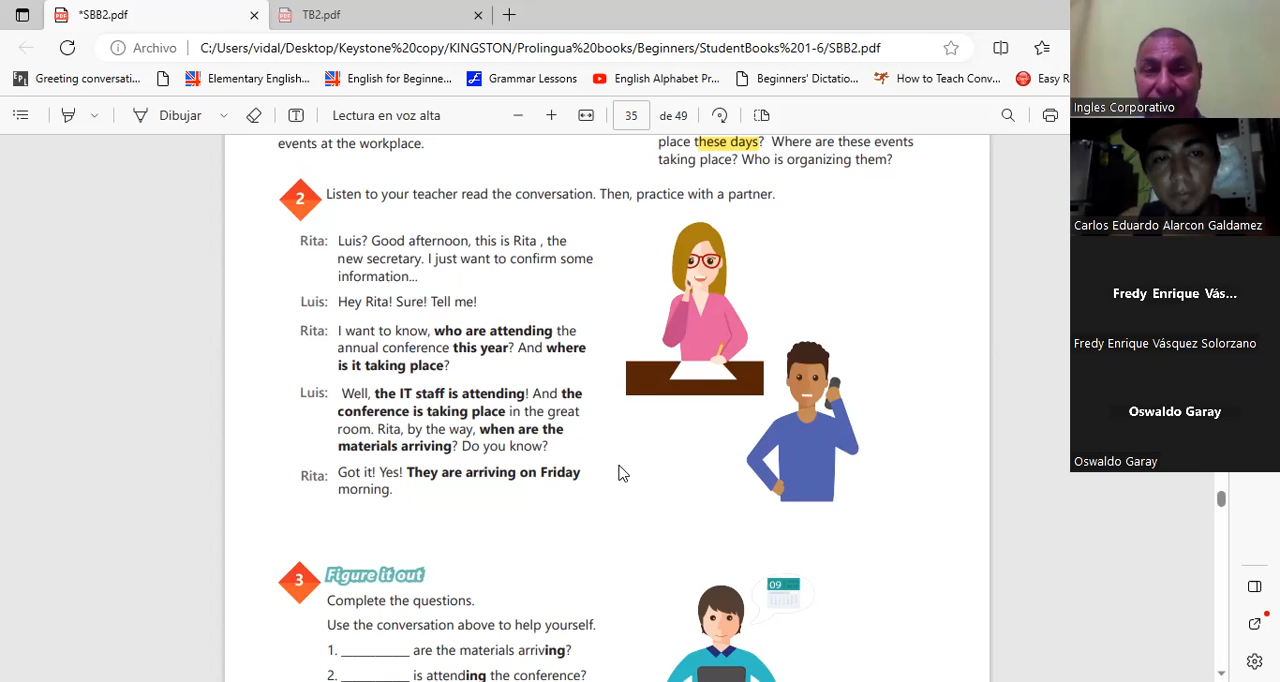 *SBB2.pdf
TB2.pdf
Archivo
C:/Users/vidal/Desktop/Keystone%20copy/KINGSTON/Prolingua%20books/Beginners/StudentBooks%201-6/SBB2.pdf
Greeting conversati...
Elementary English...
English for Beginne...
Grammar Lessons
English Alphabet Pr...
Beginners' Dictatio...
How to Teach Conv...
Easy R
Dibujar
Lectura en voz alta
35
de 49
events at the workplace.
place these days? Where are these events
taking place? Who is organizing them?
2 Listen to your teacher read the conversation. Then, practice with a partner.
Rita: Luis? Good afternoon, this is Rita , the
new secretary. I just want to confirm some
information...
Luis: Hey Rita! Sure! Tell me!
Rita: I want to know, who are attending the
annual conference this year? And where
is it taking place?
Luis: Well, the IT staff is attending! And the
conference is taking place in the great
room. Rita, by the way, when are the
materials arriving? Do you know?
Rita: Got it! Yes! They are arriving on Friday
morning.
3 Figure it out
09
Complete the questions.
Use the conversation above to help yourself.
1. __________ are the materials arriving?
2. __________ is attending the conference?
Ingles Corporativo
Carlos Eduardo Alarcon Galdamez
Fredy Enrique Vás...
Fredy Enrique Vásquez Solorzano
Oswaldo Garay
Oswaldo Garay